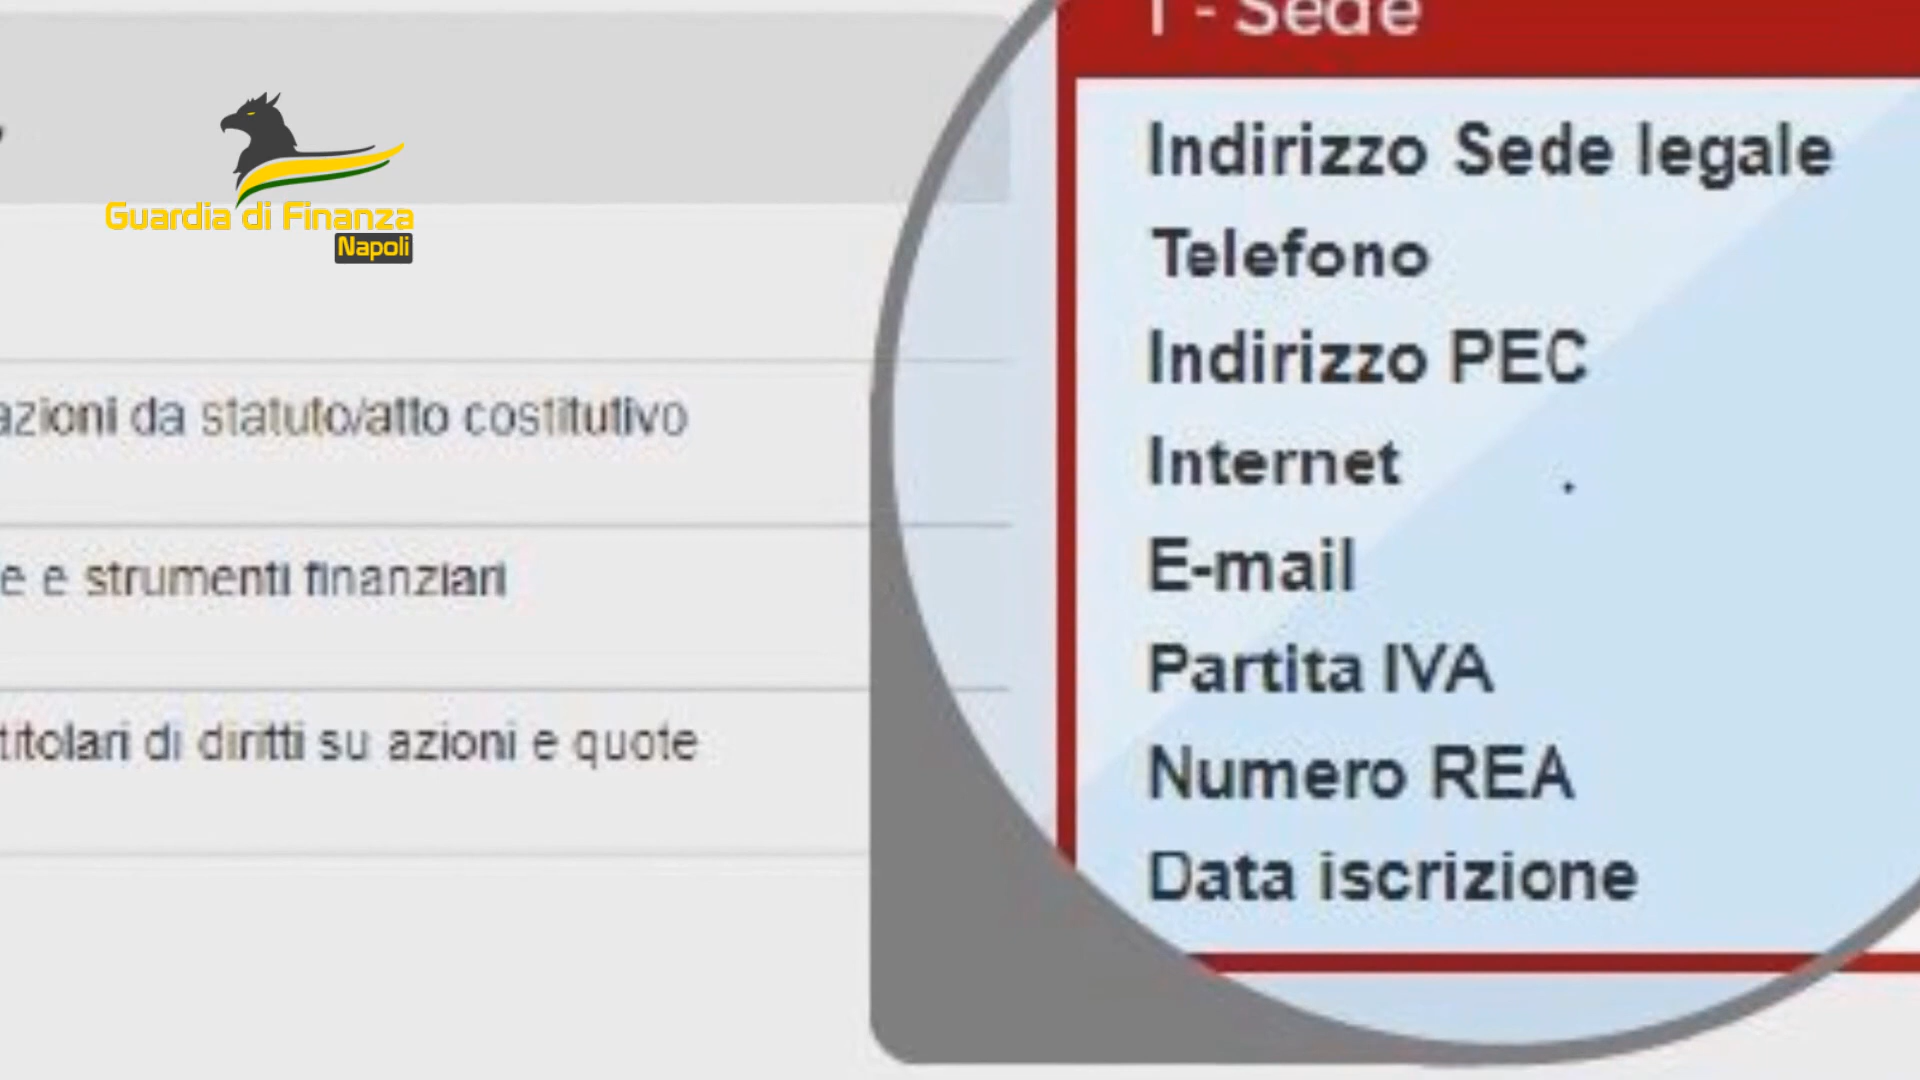 Guardia di Finanza
Napoli
azioni da statuto/atto costitutivo
e e strumenti finanziari
titolari di diritti su azioni e quote
1 - Sede
Indirizzo Sede legale
Telefono
Indirizzo PEC
Internet
E-mail
Partita IVA
Numero REA
Data iscrizione